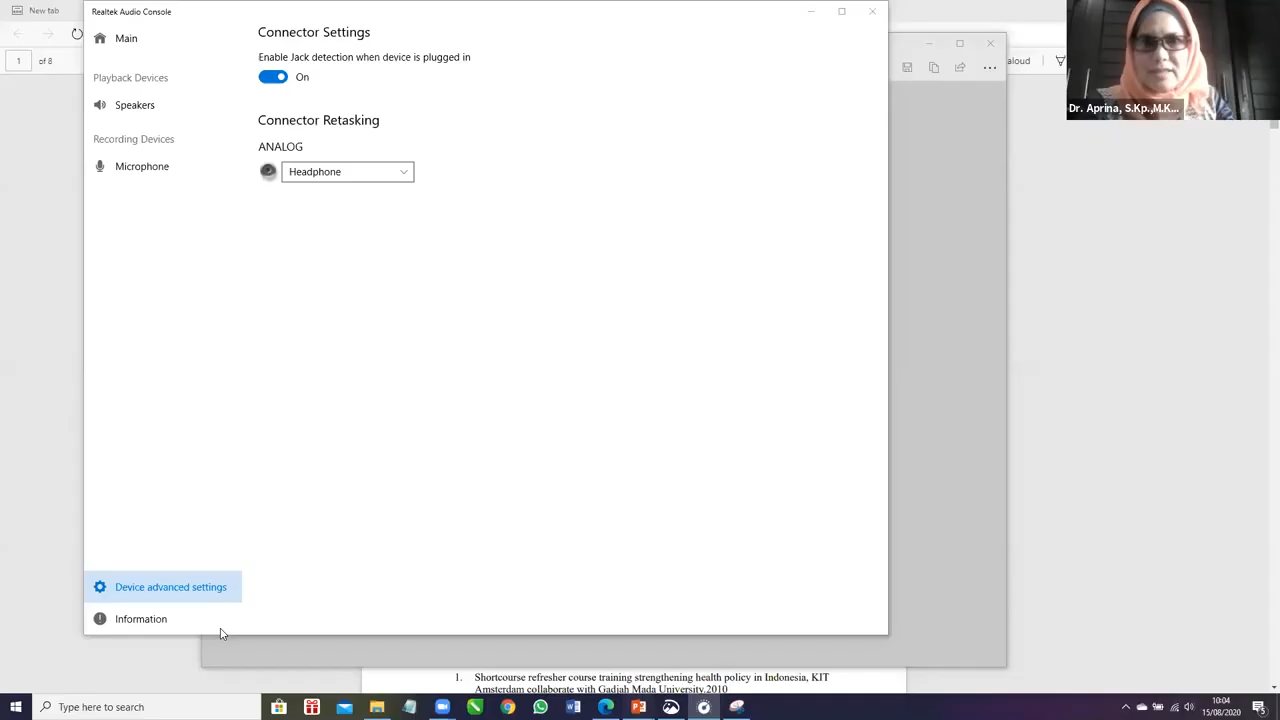 New tab
Realtek Audio Console
Main
Connector Settings
Enable Jack detection when device is plugged in
1 of 8
On
aloud
Playback Devices
Speakers
Connector Retasking
Dr. Aprina, S.Kp.,M.K...
Recording Devices
ANALOG
Microphone
Headphone
Device advanced settings
Information
1. Shortcourse refresher course training strengthening health policy in Indonesia, KIT
Amsterdam collaborate with Gadjah Mada University.2010
Type here to search
10:04
15/08/2020